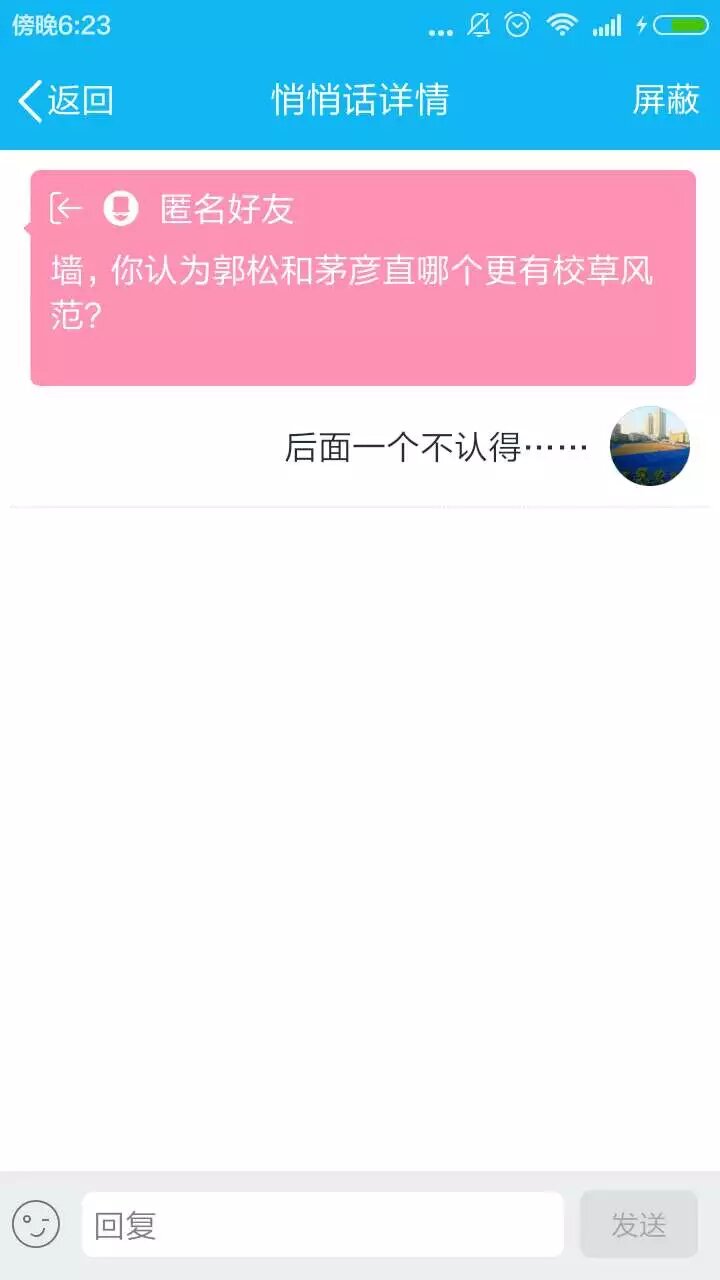 傍晚6:23
返回
悄悄话详情
屏蔽
匿名好友
墙,你认为郭松和茅彦直哪个更有校草风
范?
后面一个不认得……
回复
发送